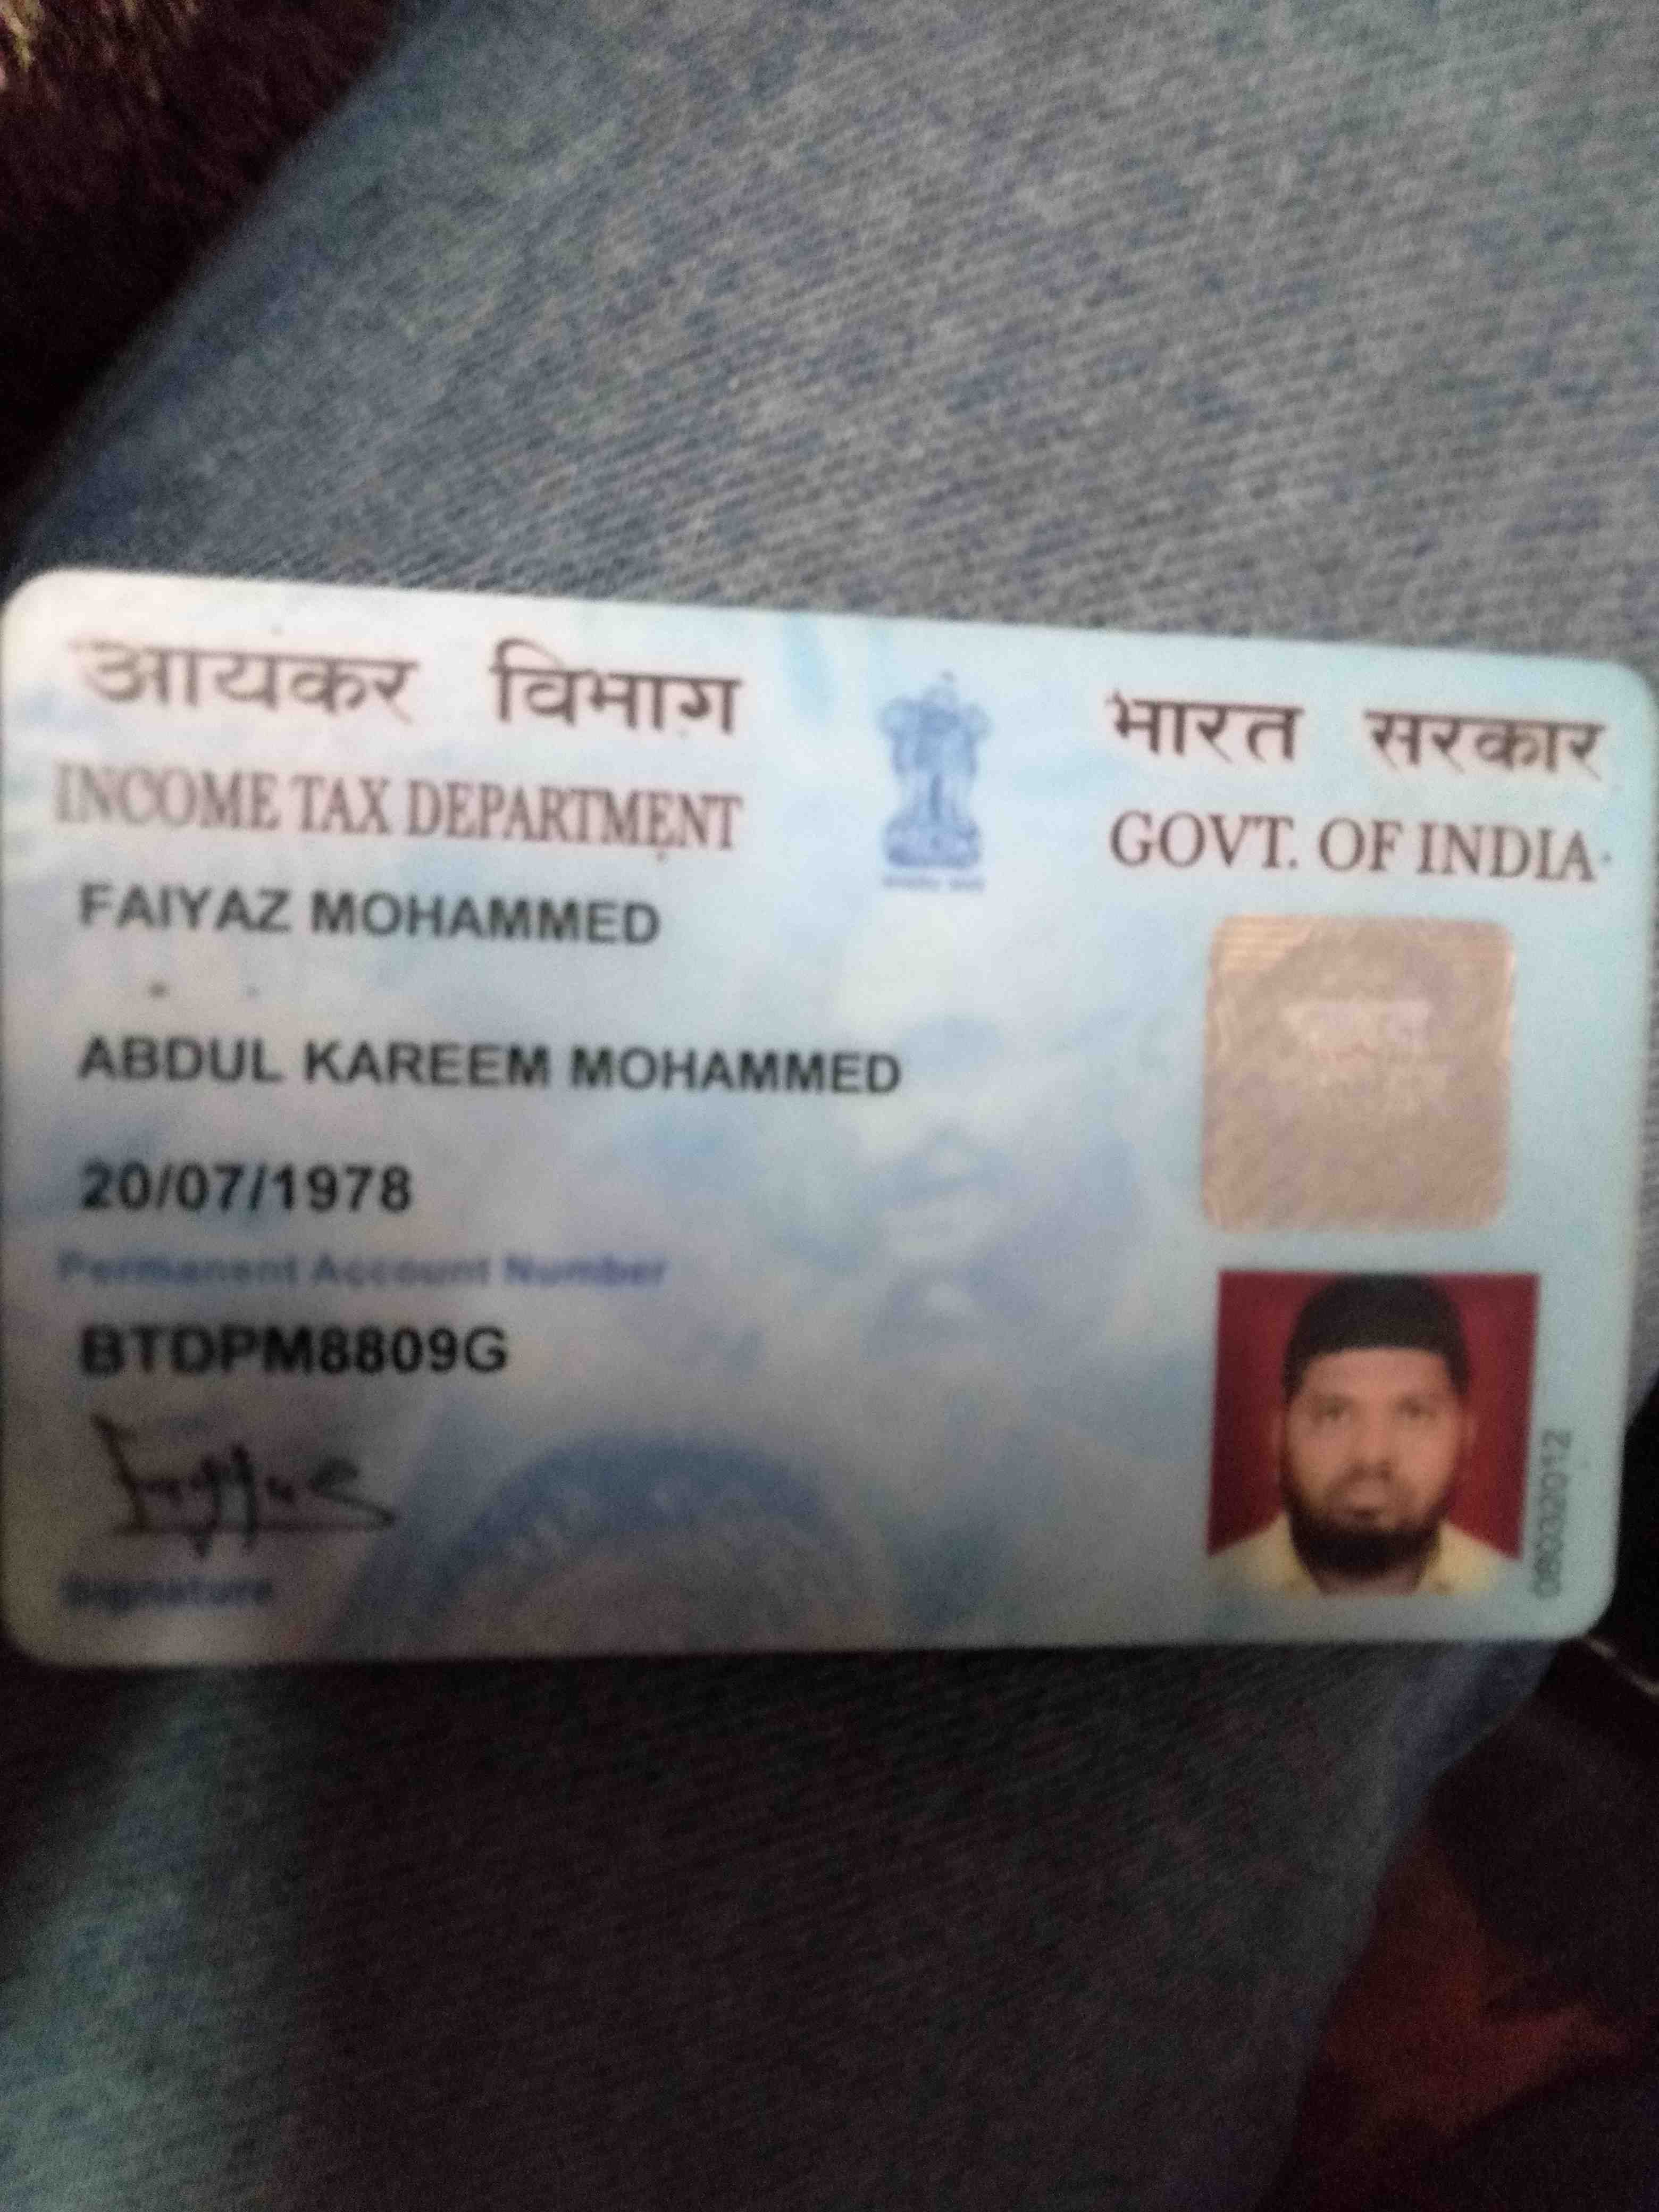 आयकर विभाग
भारत सरकार
INCOME TAX DEPARTMENT
GOVT. OF INDIA
FAIYAZ MOHAMMED
ABDUL KAREEM MOHAMMED
20/07/1978
Permanent Account Number
BTDPM8809G
Signature
08032012